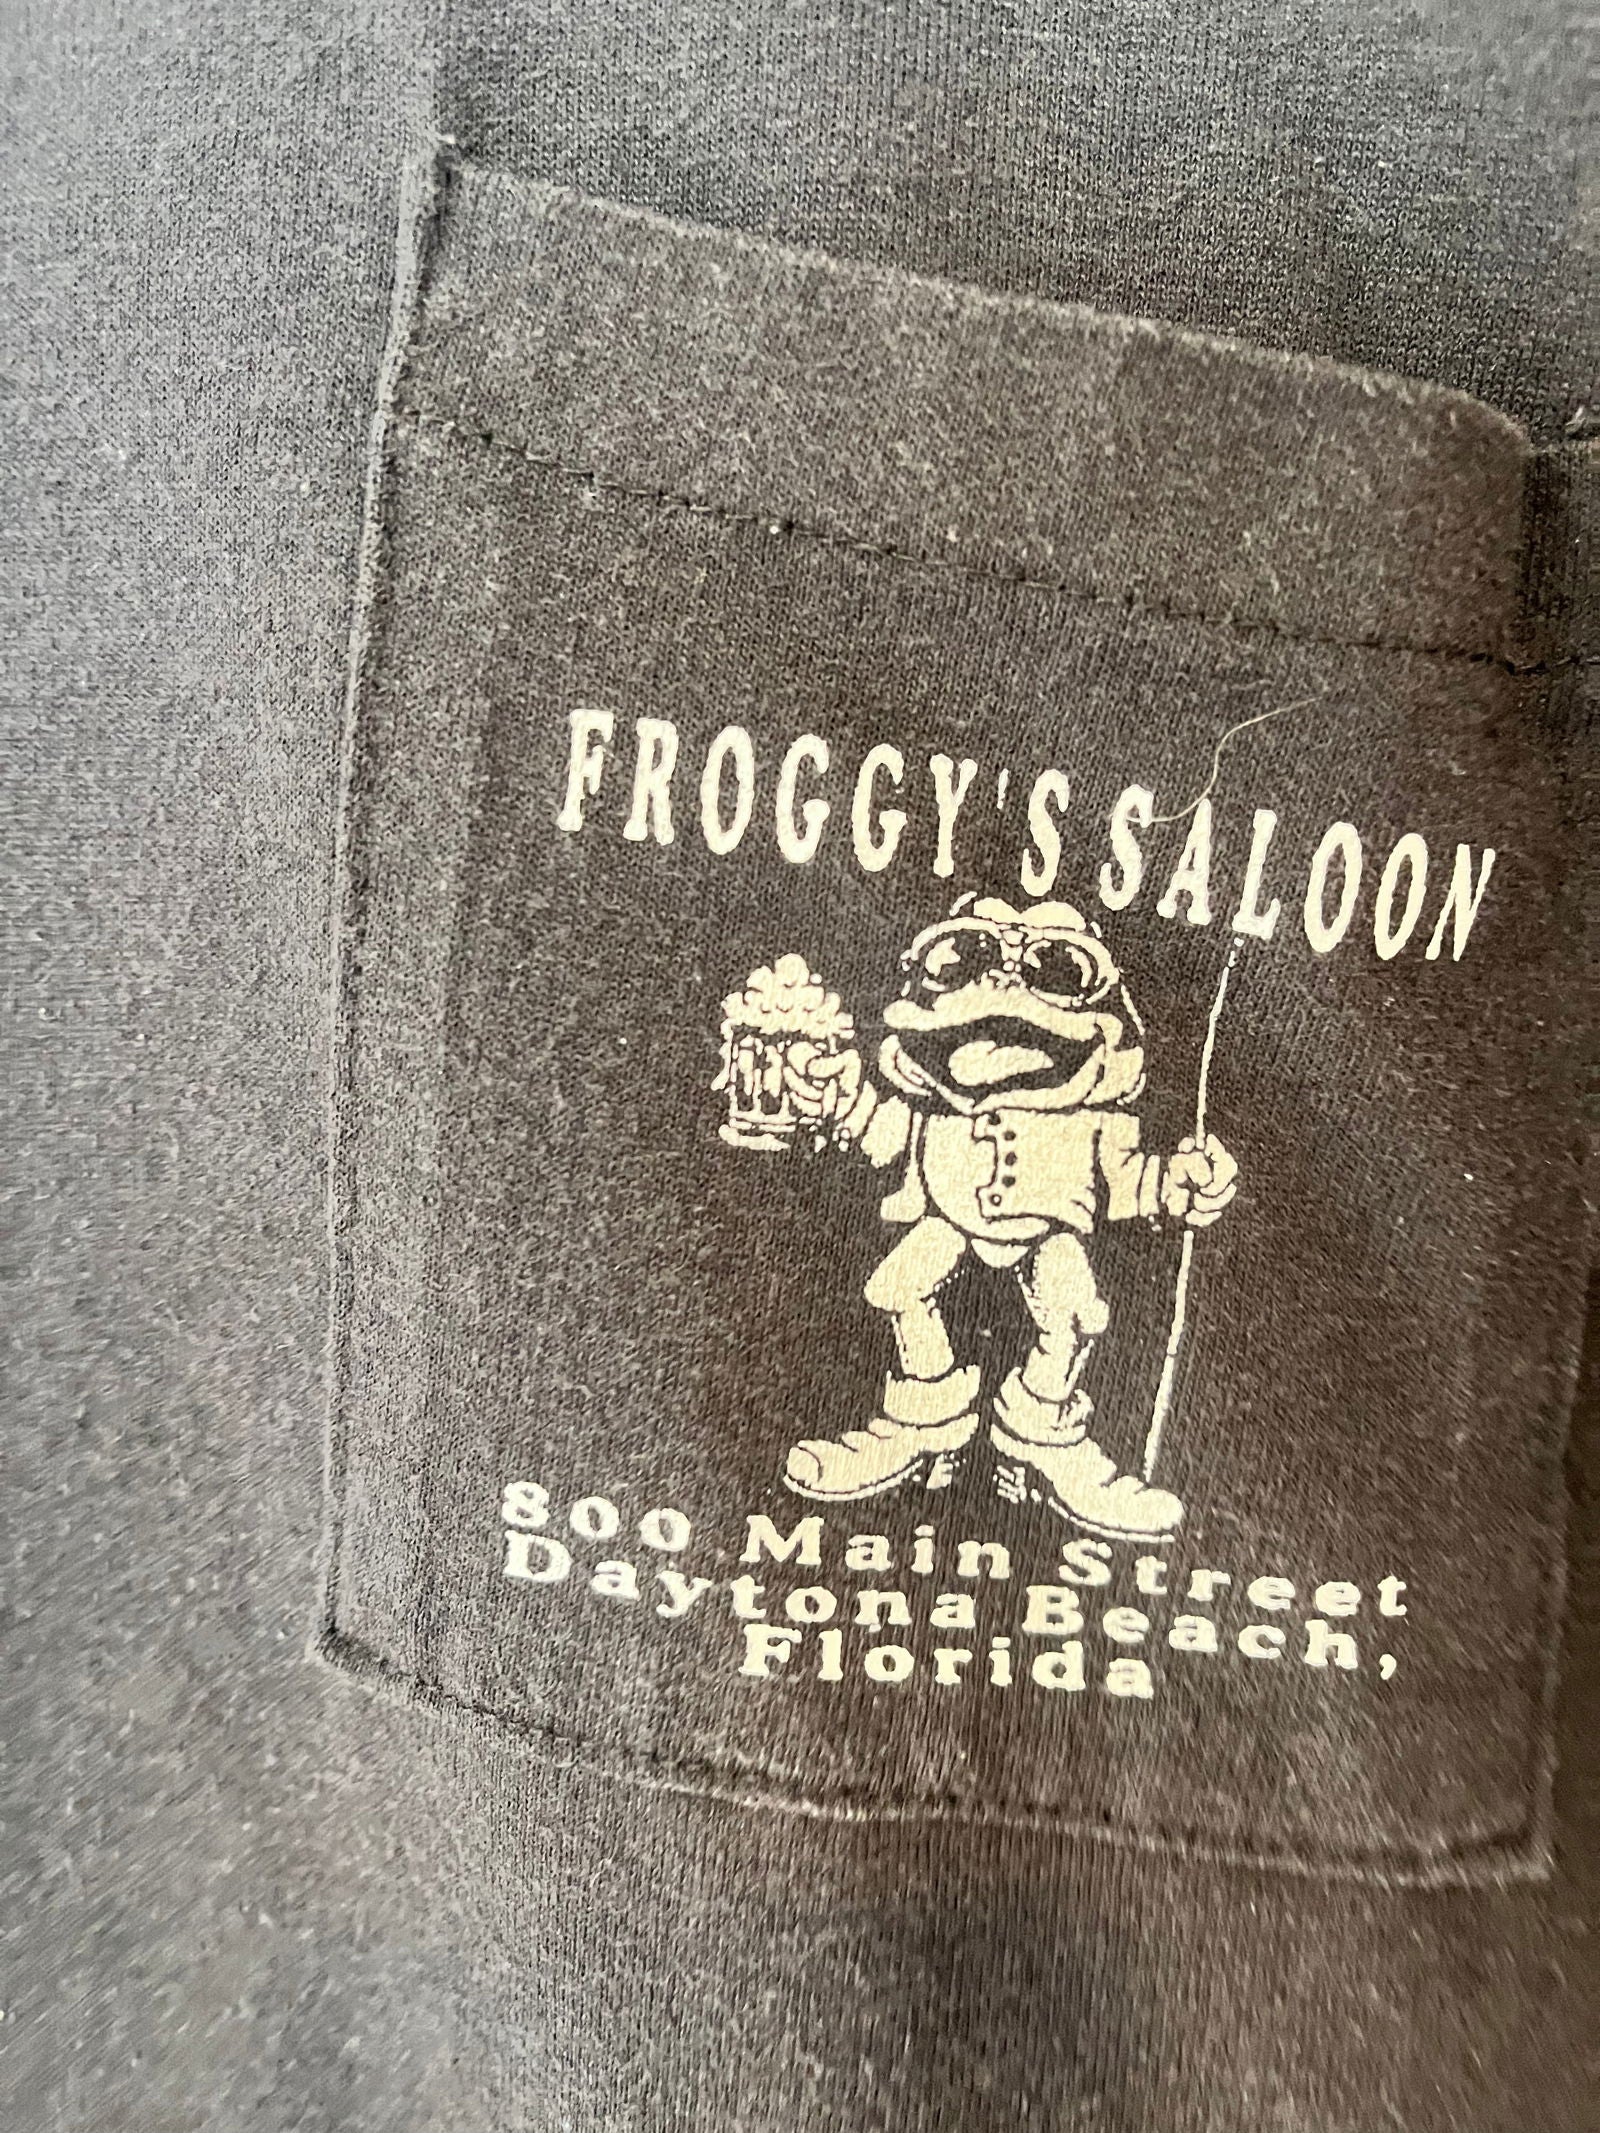 FROGGY'S SALOON
800 Main Street
Daytona Beach,
Florida